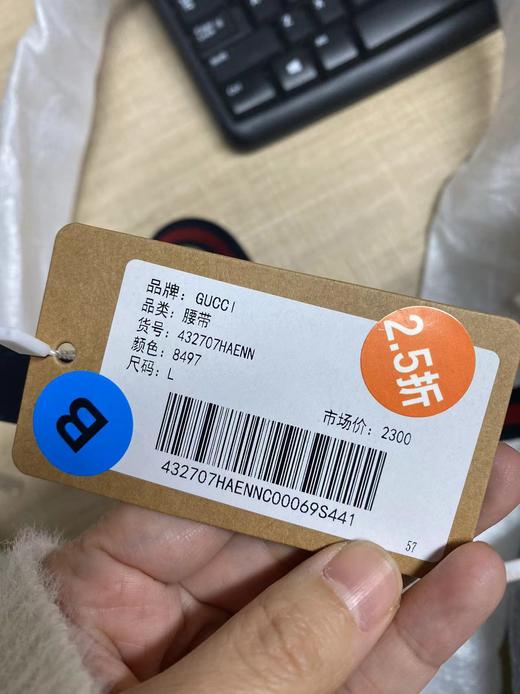 品牌: GUCCI
品类: 腰带
货号: 432707HAENN
颜色: 8497
尺码: L
2.5折
B
市场价: 2300
432707HAENNC00069S441
57